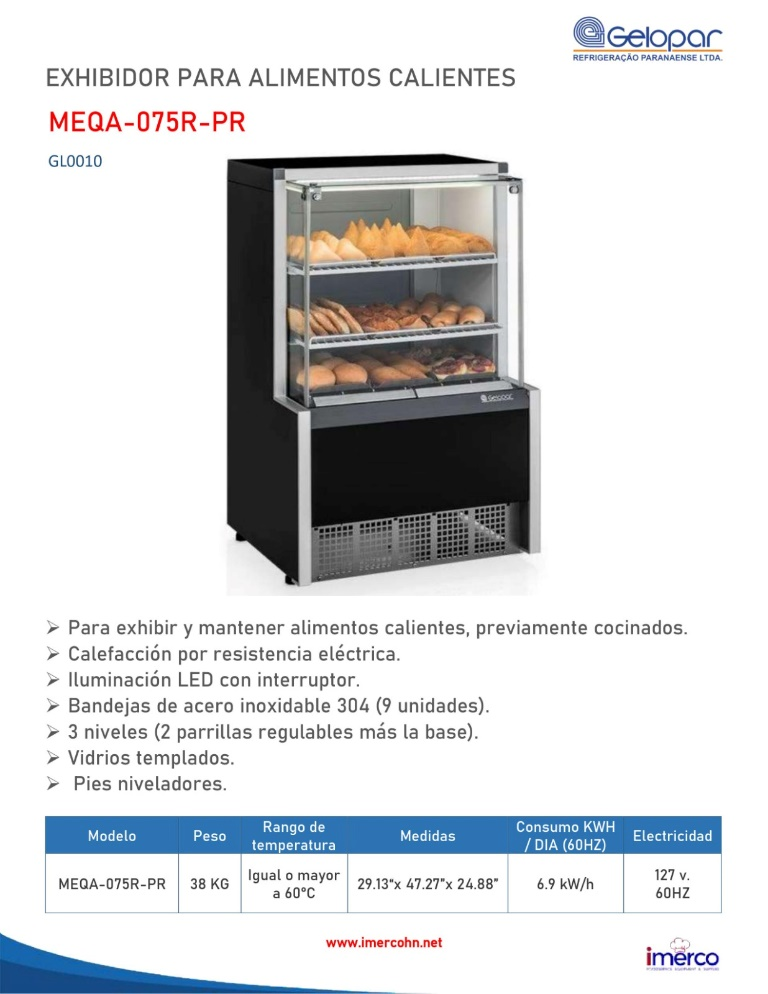 Gelopar
REFRIGERAÇÃO PARANAENSE LTDA.
EXHIBIDOR PARA ALIMENTOS CALIENTES
MEQA-075R-PR
GL0010
Gelopar
➢ Para exhibir y mantener alimentos calientes, previamente cocinados.
➢ Calefacción por resistencia eléctrica.
➢ Iluminación LED con interruptor.
➢ Bandejas de acero inoxidable 304 (9 unidades).
➢ 3 niveles (2 parrillas regulables más la base).
➢ Vidrios templados.
➢ Pies niveladores.
Modelo Peso Rango de temperatura Medidas Consumo KWH / DIA (60HZ) Electricidad
MEQA-075R-PR 38 KG Igual o mayor a 60°C 29.13“x 47.27”x 24.88” 6.9 kW/h 127 v. 60HZ
www.imercohn.net
imerco